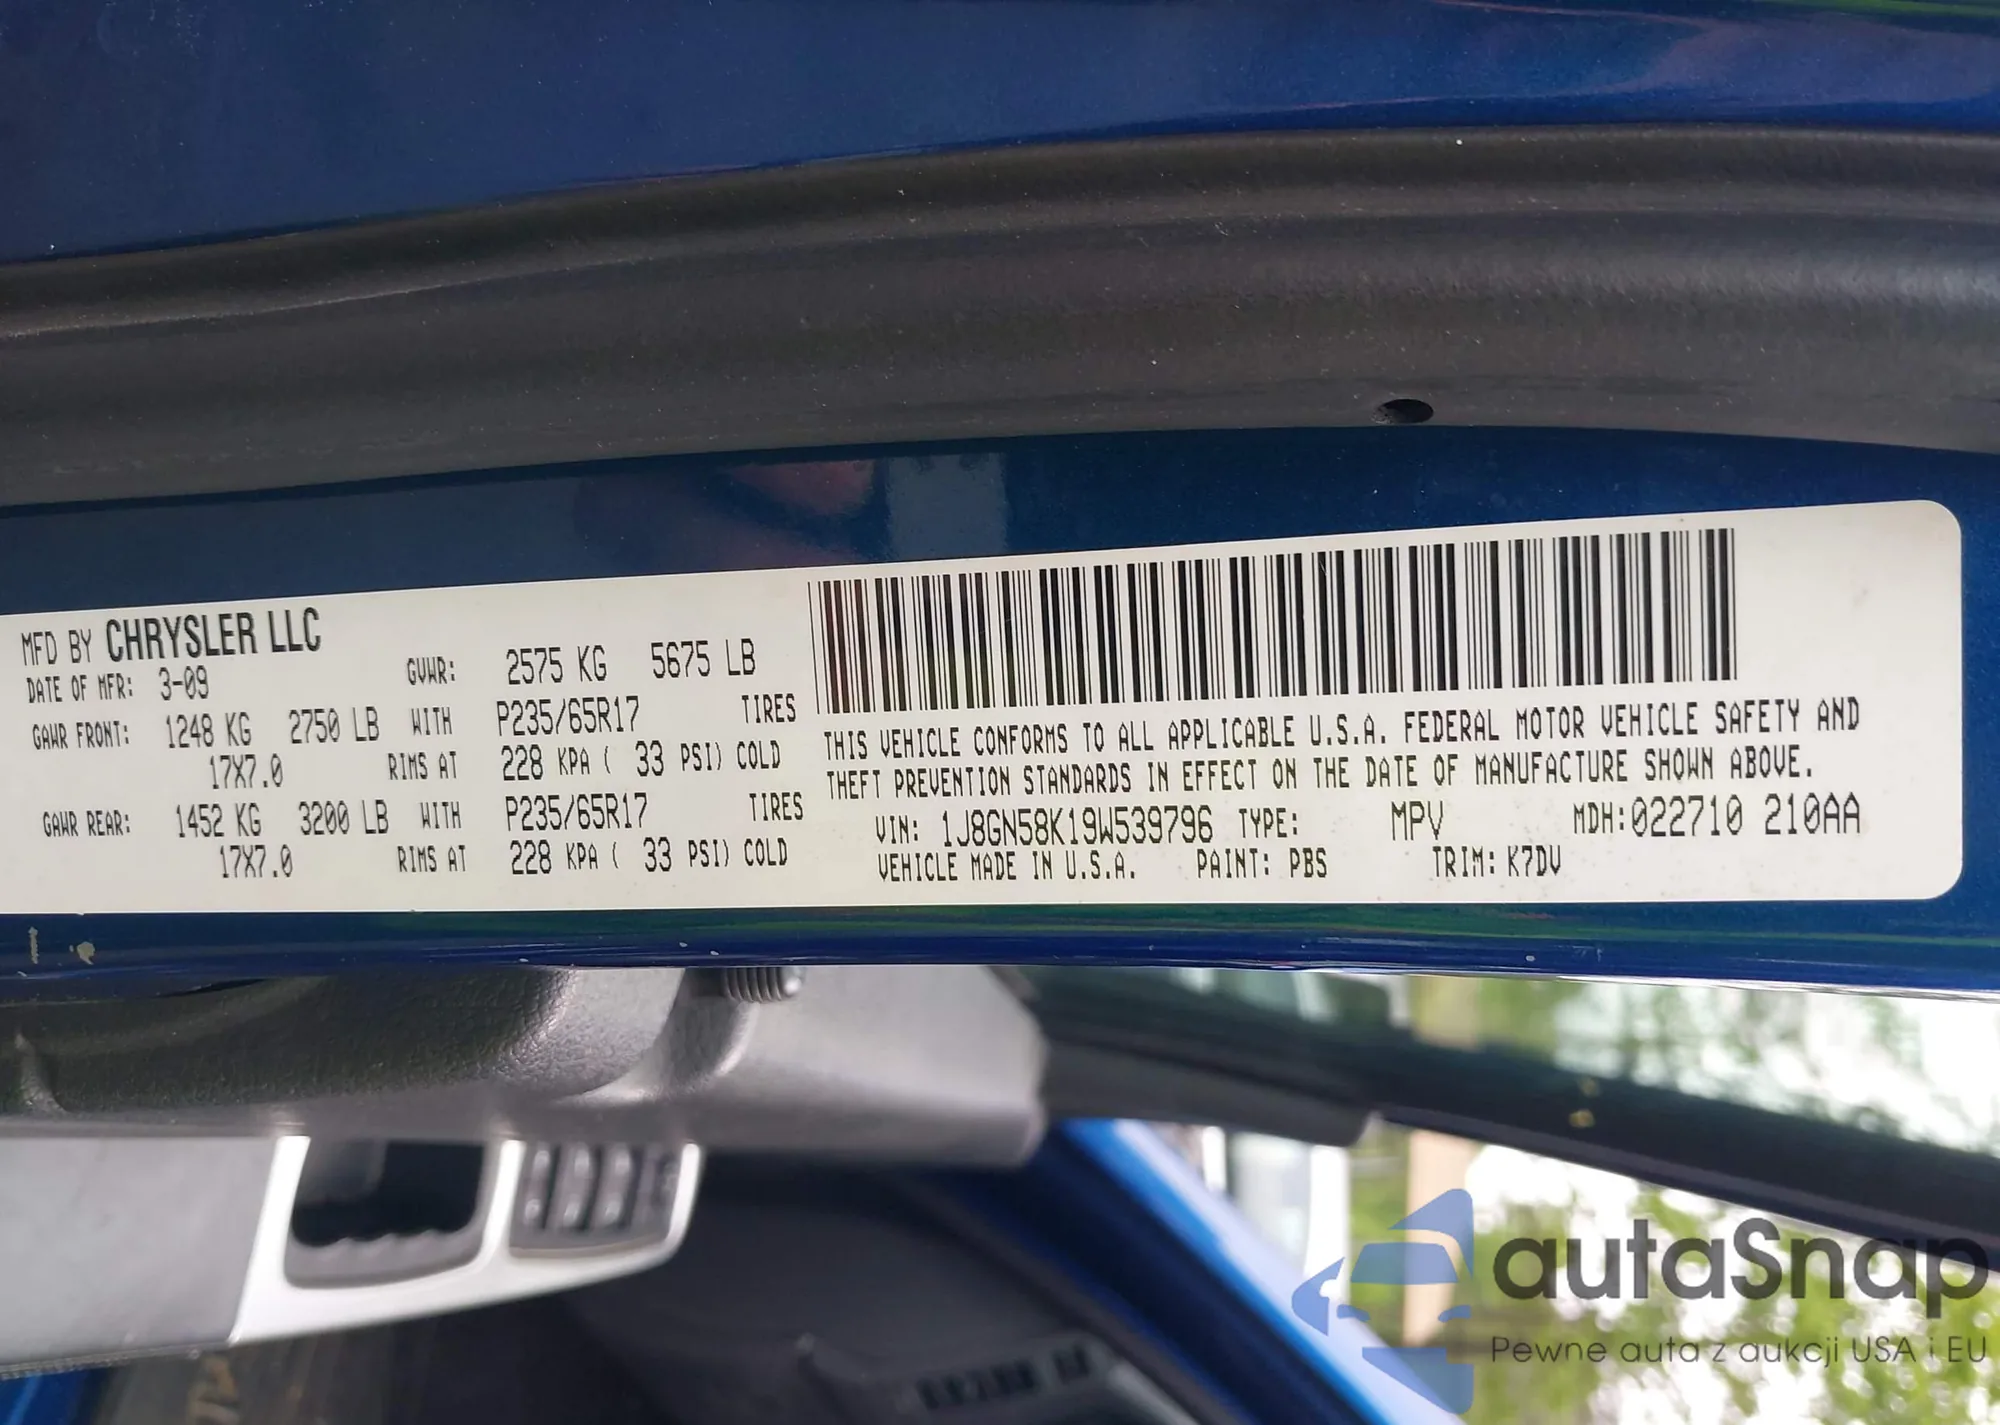 MFD BY CHRYSLER LLC
DATE OF MFR: 3-09 GVWR: 2575 KG 5675 LB
GAWR FRONT: 1248 KG 2750 LB WITH P235/65R17 TIRES
17X7.0 RIMS AT 228 KPA ( 33 PSI) COLD
GAWR REAR: 1452 KG 3200 LB WITH P235/65R17 TIRES
17X7.0 RIMS AT 228 KPA ( 33 PSI) COLD
THIS VEHICLE CONFORMS TO ALL APPLICABLE U.S.A. FEDERAL MOTOR VEHICLE SAFETY AND
THEFT PREVENTION STANDARDS IN EFFECT ON THE DATE OF MANUFACTURE SHOWN ABOVE.
VIN: 1J8GN58K19W539796 TYPE: MPV MDH:022710 210AA
VEHICLE MADE IN U.S.A. PAINT: PBS TRIM: K7DV
autaSnap
Pewne auta z aukcji USA i EU